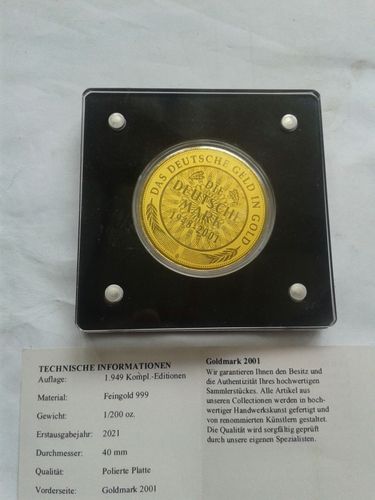 DAS DEUTSCHE GELD IN GOLD
DIE
DEUTSCHE
MARK
1948-2001
TECHNISCHE INFORMATIONEN
Auflage: 1.949 Kompl.-Editionen
Material: Feingold 999
Gewicht: 1/200 oz.
Erstausgabejahr: 2021
Durchmesser: 40 mm
Qualität: Polierte Platte
Vorderseite: Goldmark 2001
Goldmark 2001
Wir garantieren Ihnen den Besitz und
die Authentizität Ihres hochwertigen
Sammlerstückes. Alle Artikel aus
unseren Collectionen werden in hoch-
wertiger Handwerkskunst gefertigt und
von renommierten Künstlern gestaltet.
Die Qualität wird sorgfältig geprüft
durch unsere eigenen Spezialisten.